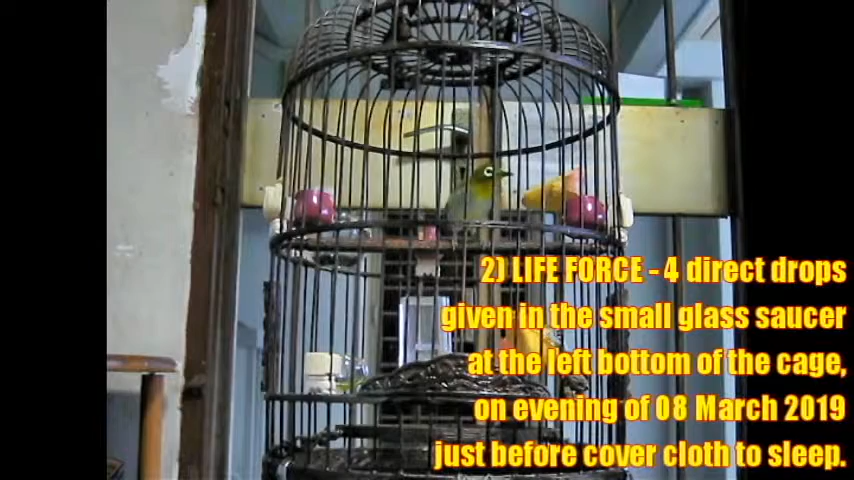 2) LIFE FORCE - 4 direct drops
given in the small glass saucer
at the left bottom of the cage,
on evening of 08 March 2019
just before cover cloth to sleep.